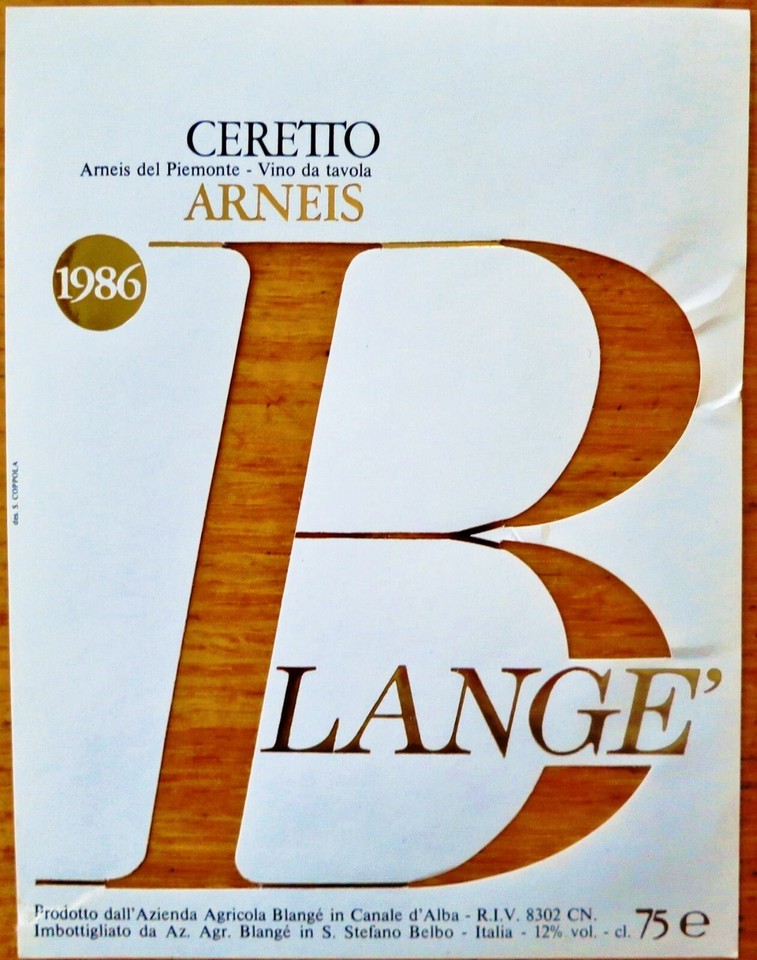 CERETTO
Arneis del Piemonte - Vino da tavola
ARNEIS
1986
BLANGE'
des. S. COPPOLA
Prodotto dall'Azienda Agricola Blangé in Canale d'Alba - R.I.V. 8302 CN.
Imbottigliato da Az. Agr. Blangé in S. Stefano Belbo - Italia - 12% vol. - cl. 75 e